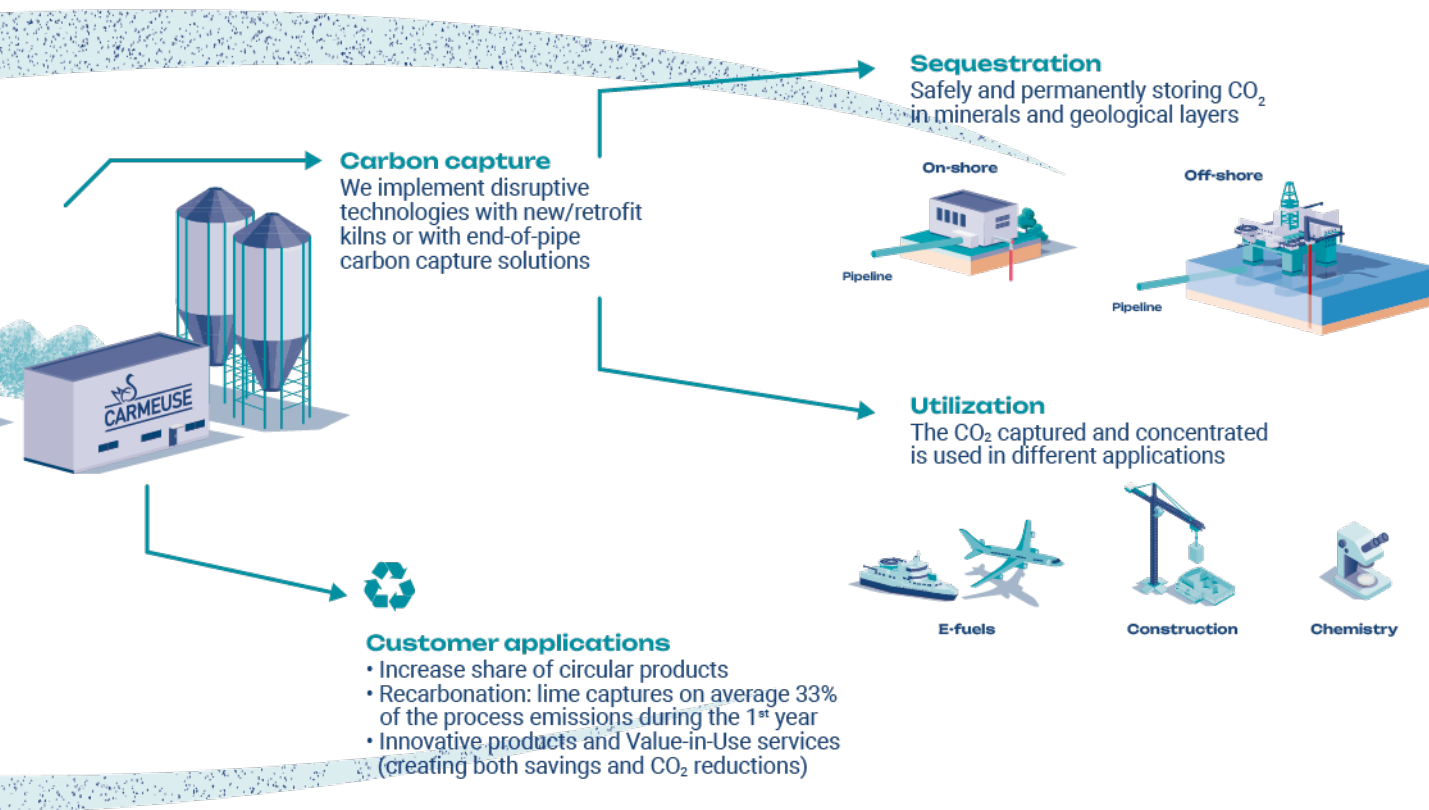 Carbon capture
We implement disruptive
technologies with new/retrofit
kilns or with end-of-pipe
carbon capture solutions
CARMEUSE
Sequestration
Safely and permanently storing CO₂
in minerals and geological layers
On-shore
Pipeline
Off-shore
Pipeline
Utilization
The CO₂ captured and concentrated
is used in different applications
E-fuels
Construction
Chemistry
Customer applications
• Increase share of circular products
• Recarbonation: lime captures on average 33%
of the process emissions during the 1ˢᵗ year
• Innovative products and Value-in-Use services
(creating both savings and CO₂ reductions)